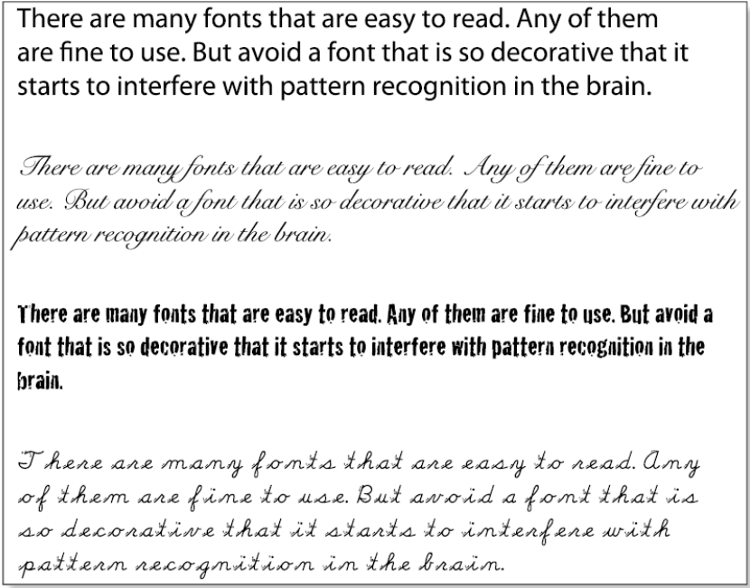 There are many fonts that are easy to read. Any of them
are fine to use. But avoid a font that is so decorative that it
starts to interfere with pattern recognition in the brain.
There are many fonts that are easy to read. Any of them are fine to
use. But avoid a font that is so decorative that it starts to interfere with
pattern recognition in the brain.
There are many fonts that are easy to read. Any of them are fine to use. But avoid a
font that is so decorative that it starts to interfere with pattern recognition in the
brain.
There are many fonts that are easy to read. Any
of them are fine to use. But avoid a font that is
so decorative that it starts to interfere with
pattern recognition in the brain.